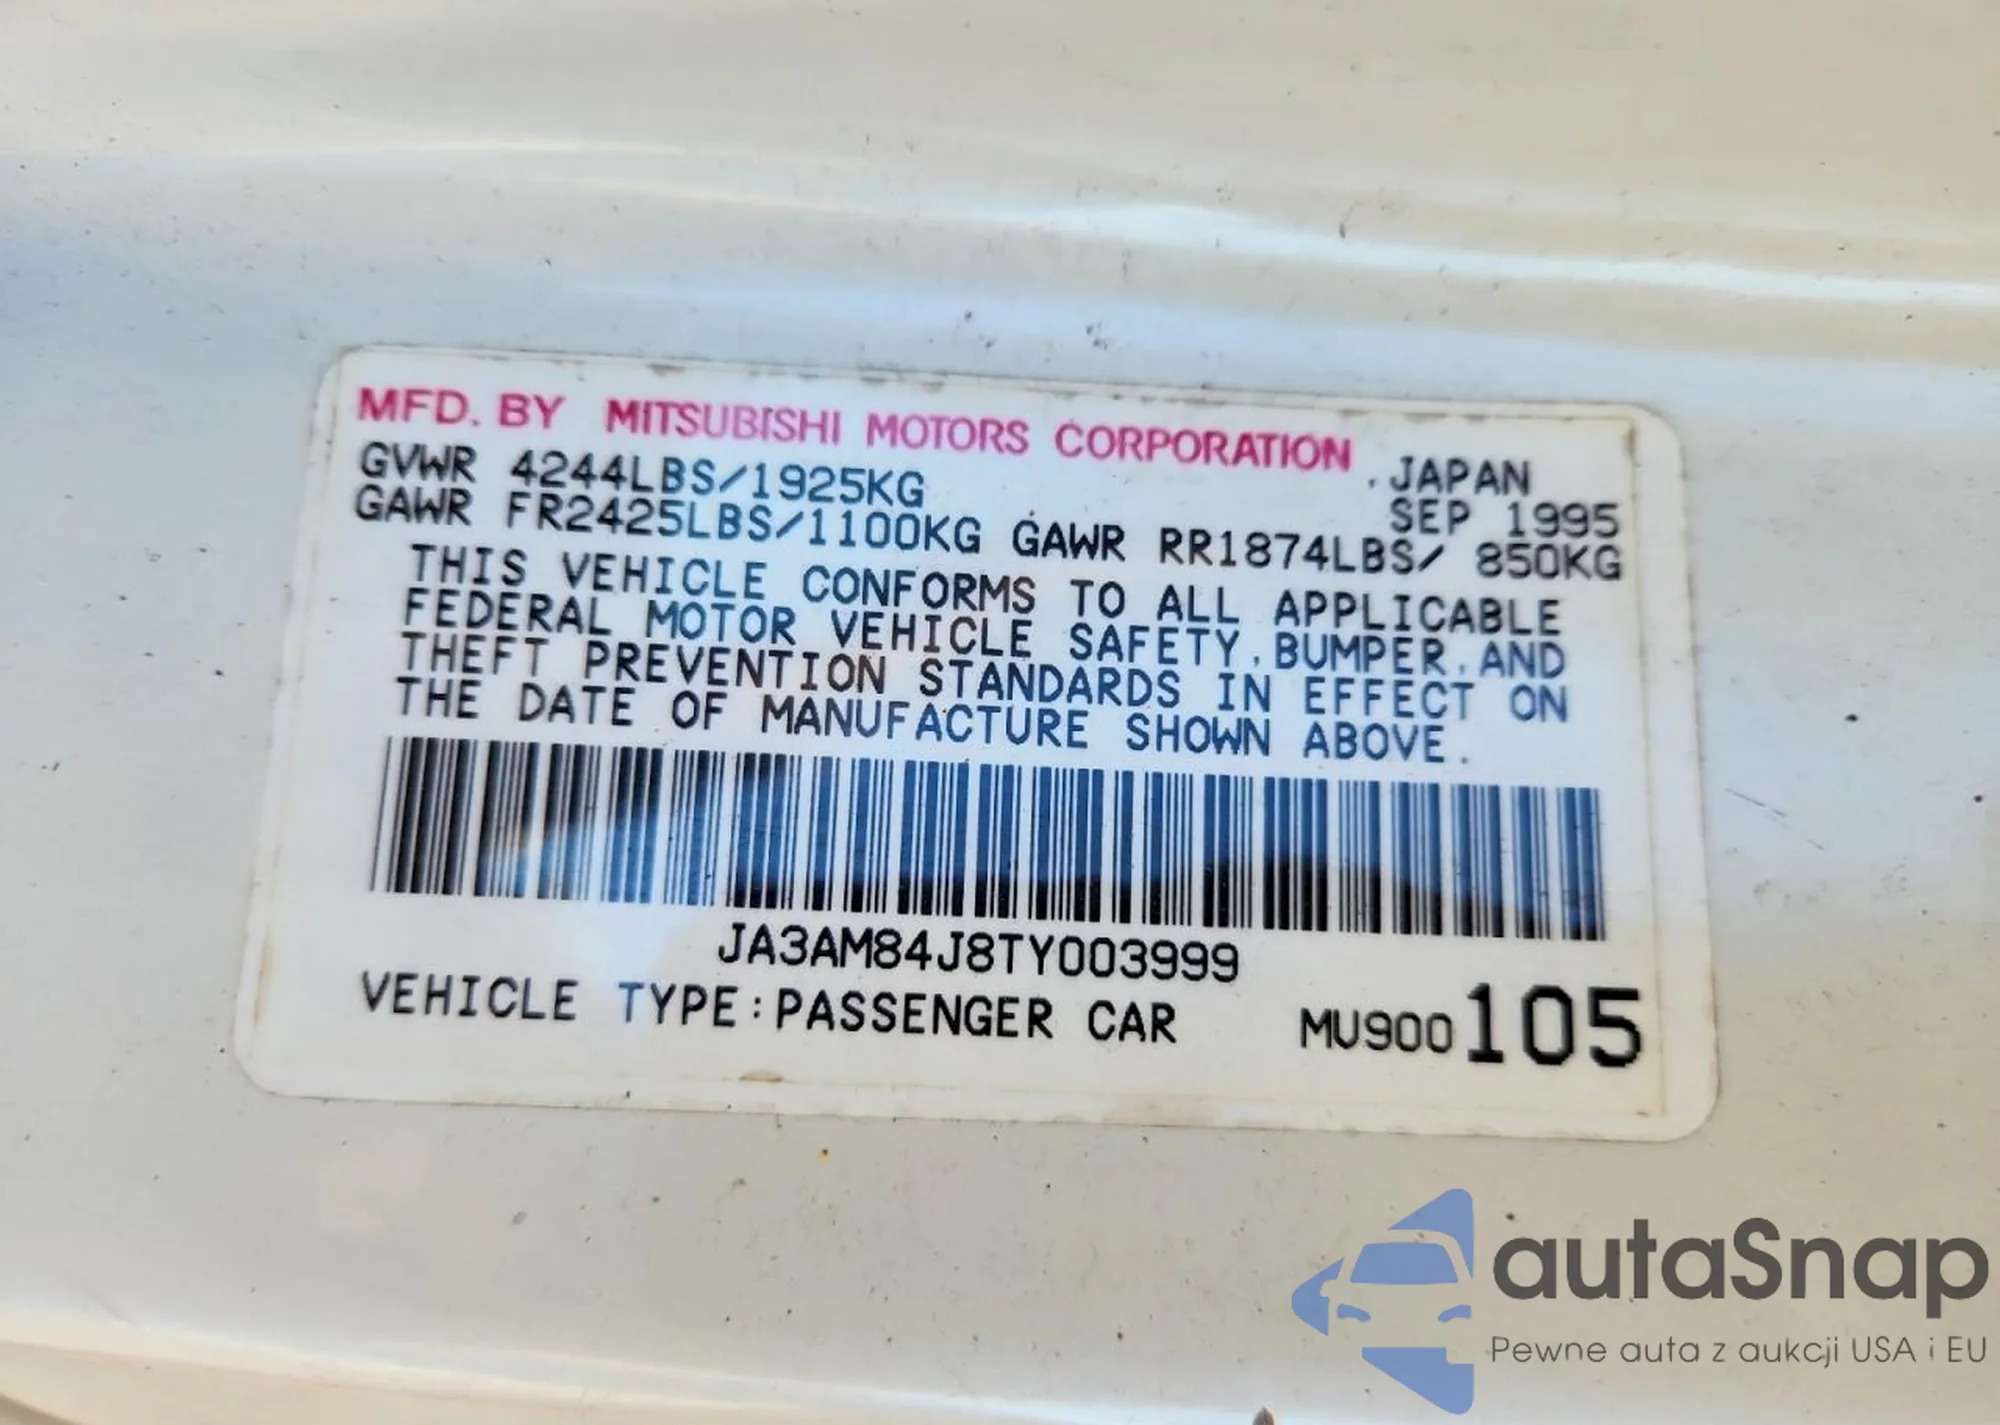 MFD. BY MITSUBISHI MOTORS CORPORATION , JAPAN
GVWR 4244LBS/1925KG SEP 1995
GAWR FR2425LBS/1100KG GAWR RR1874LBS/ 850KG
THIS VEHICLE CONFORMS TO ALL APPLICABLE
FEDERAL MOTOR VEHICLE SAFETY, BUMPER, AND
THEFT PREVENTION STANDARDS IN EFFECT ON
THE DATE OF MANUFACTURE SHOWN ABOVE.
JA3AM84J8TY003999
VEHICLE TYPE:PASSENGER CAR MU900105
autaSnap
Pewne auta z aukcji USA i EU